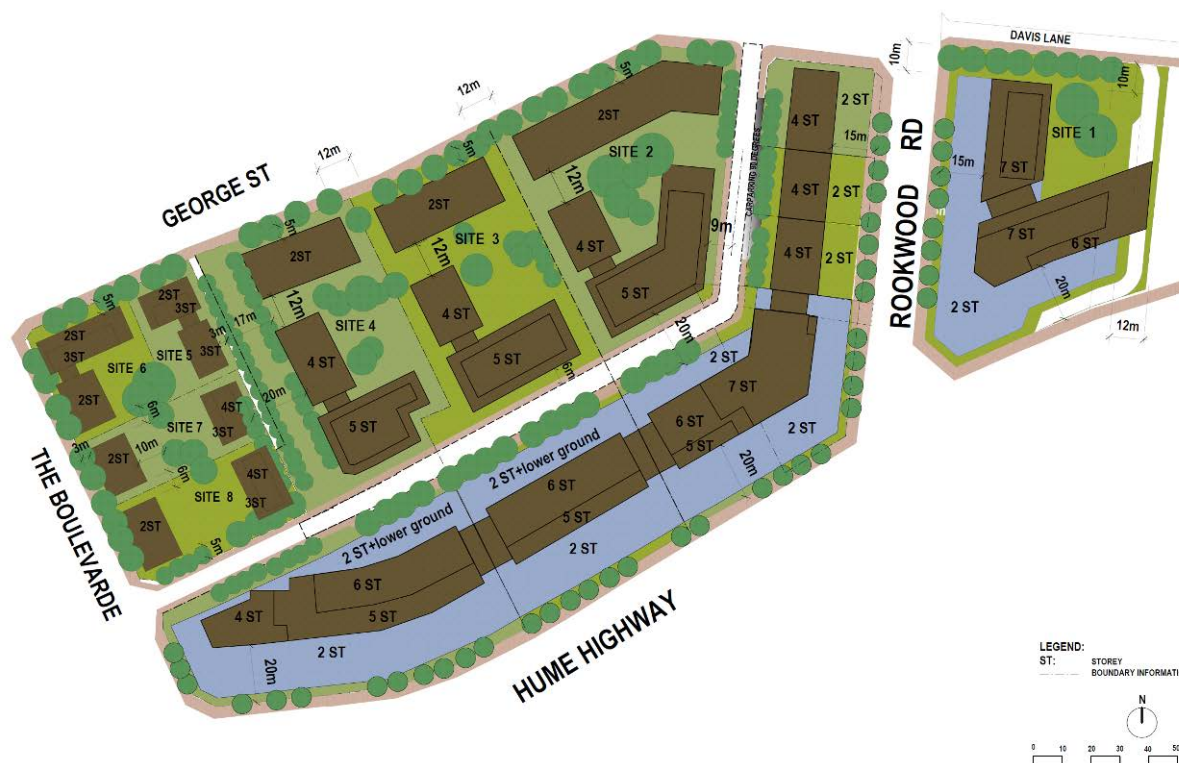 DAVIS LANE
10m
10m
SITE 1
7 ST
15m
7 ST
6 ST
20m
2 ST
12m
ROOKWOOD RD
2 ST
4 ST
15m
4 ST
2 ST
4 ST
2 ST
9m
GEORGE ST
12m
12m
5m
2ST
SITE 2
12m
4 ST
5 ST
20m
5m
2ST
SITE 3
12m
4 ST
5 ST
6m
5m
2ST
12m
SITE 4
4 ST
5 ST
17m
20m
2ST
3ST
3m
3ST
SITE 5
5m
2ST
3ST
SITE 6
2ST
6m
4ST
3ST
SITE 7
3m
10m
2ST
6m
4ST
3ST
SITE 8
2ST
5m
THE BOULEVARDE
2 ST
7 ST
6 ST
5 ST
2 ST
20m
2 ST+lower ground
6 ST
5 ST
2 ST
2 ST+lower ground
6 ST
4 ST
5 ST
2 ST
20m
HUME HIGHWAY
LEGEND:
ST: STOREY
BOUNDARY INFORMATI
N
0 10 20 30 40 50